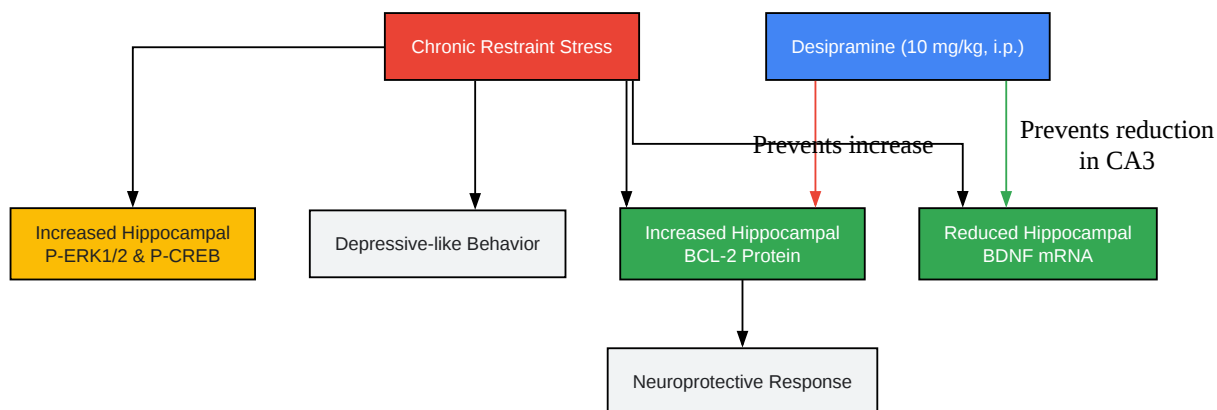 Chronic Restraint Stress
Desipramine (10 mg/kg, i.p.)
Prevents increase
Prevents reduction
in CA3
Increased Hippocampal
P-ERK1/2 & P-CREB
Depressive-like Behavior
Increased Hippocampal
BCL-2 Protein
Reduced Hippocampal
BDNF mRNA
Neuroprotective Response